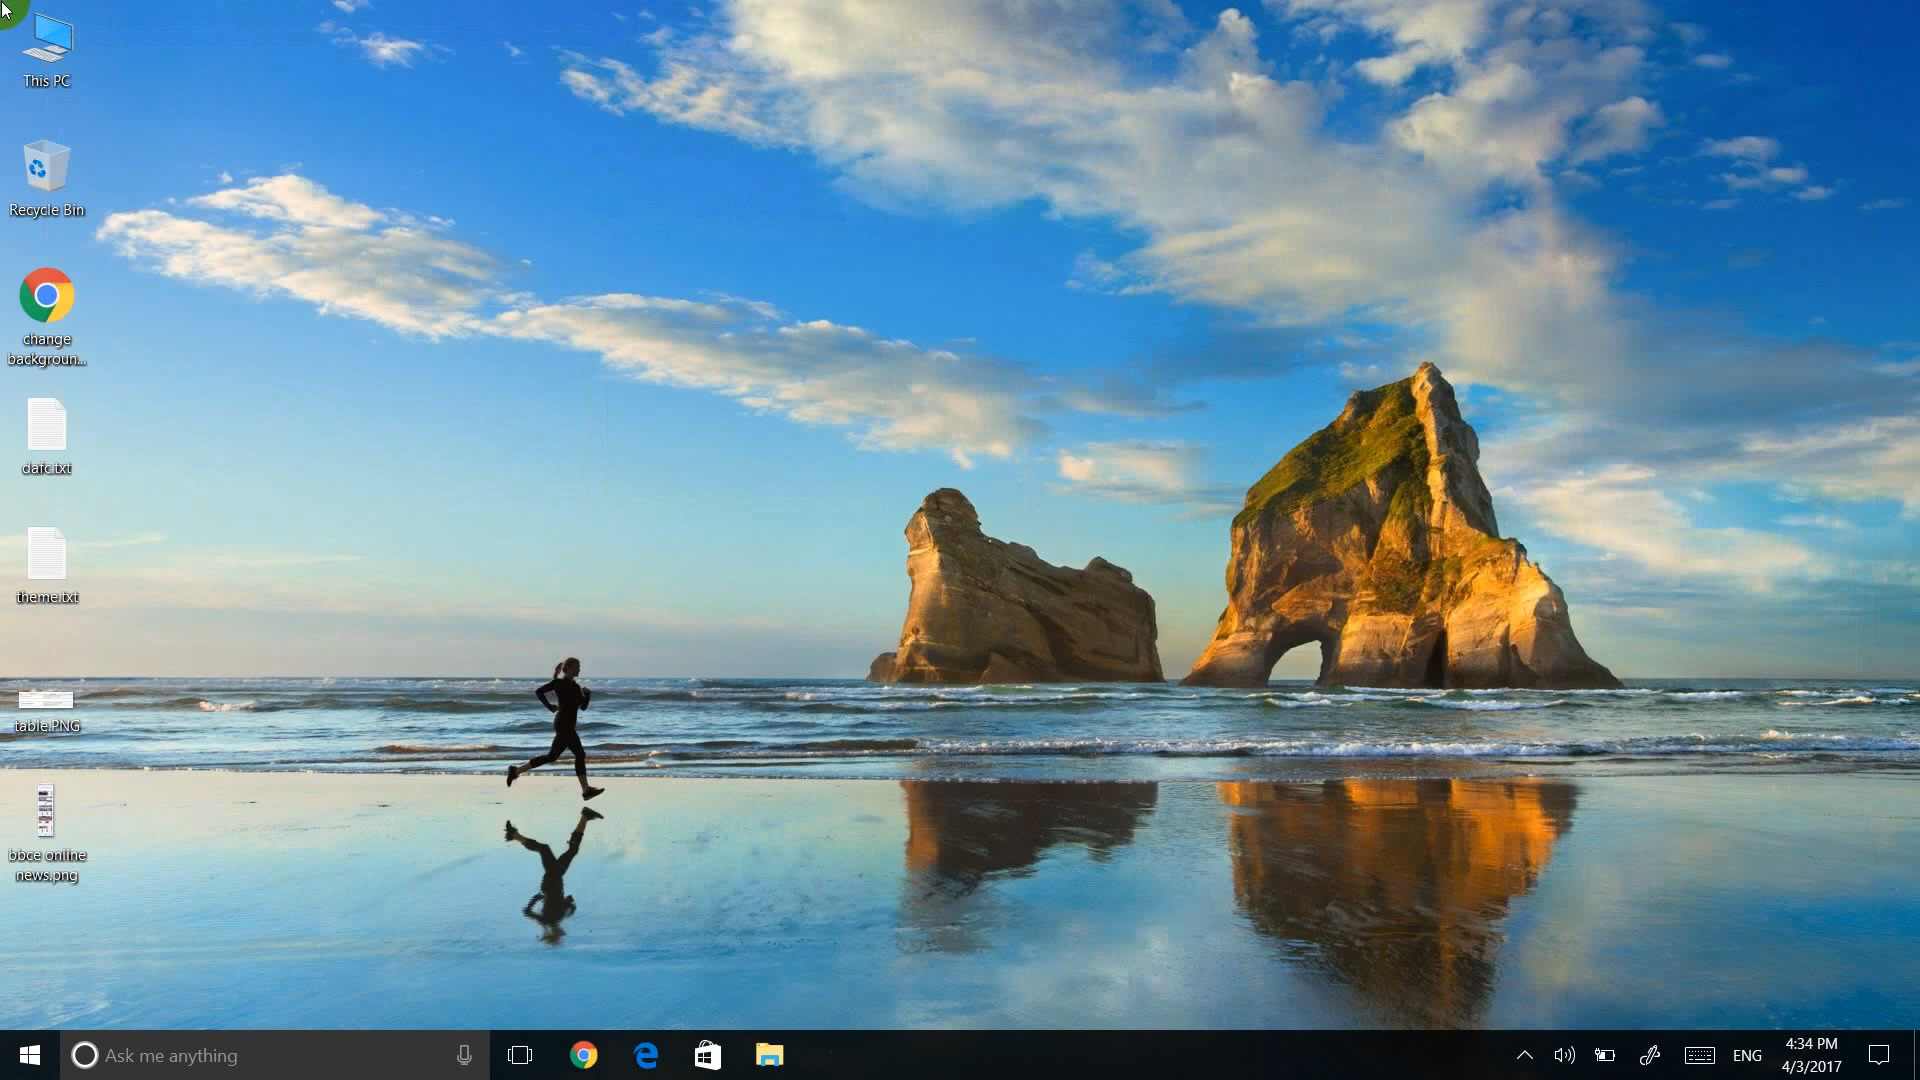 This PC
Recycle Bin
change
backgroun...
dafc.txt
theme.txt
table.PNG
bbce online
news.png
Ask me anything
ENG
4:34 PM
4/3/2017